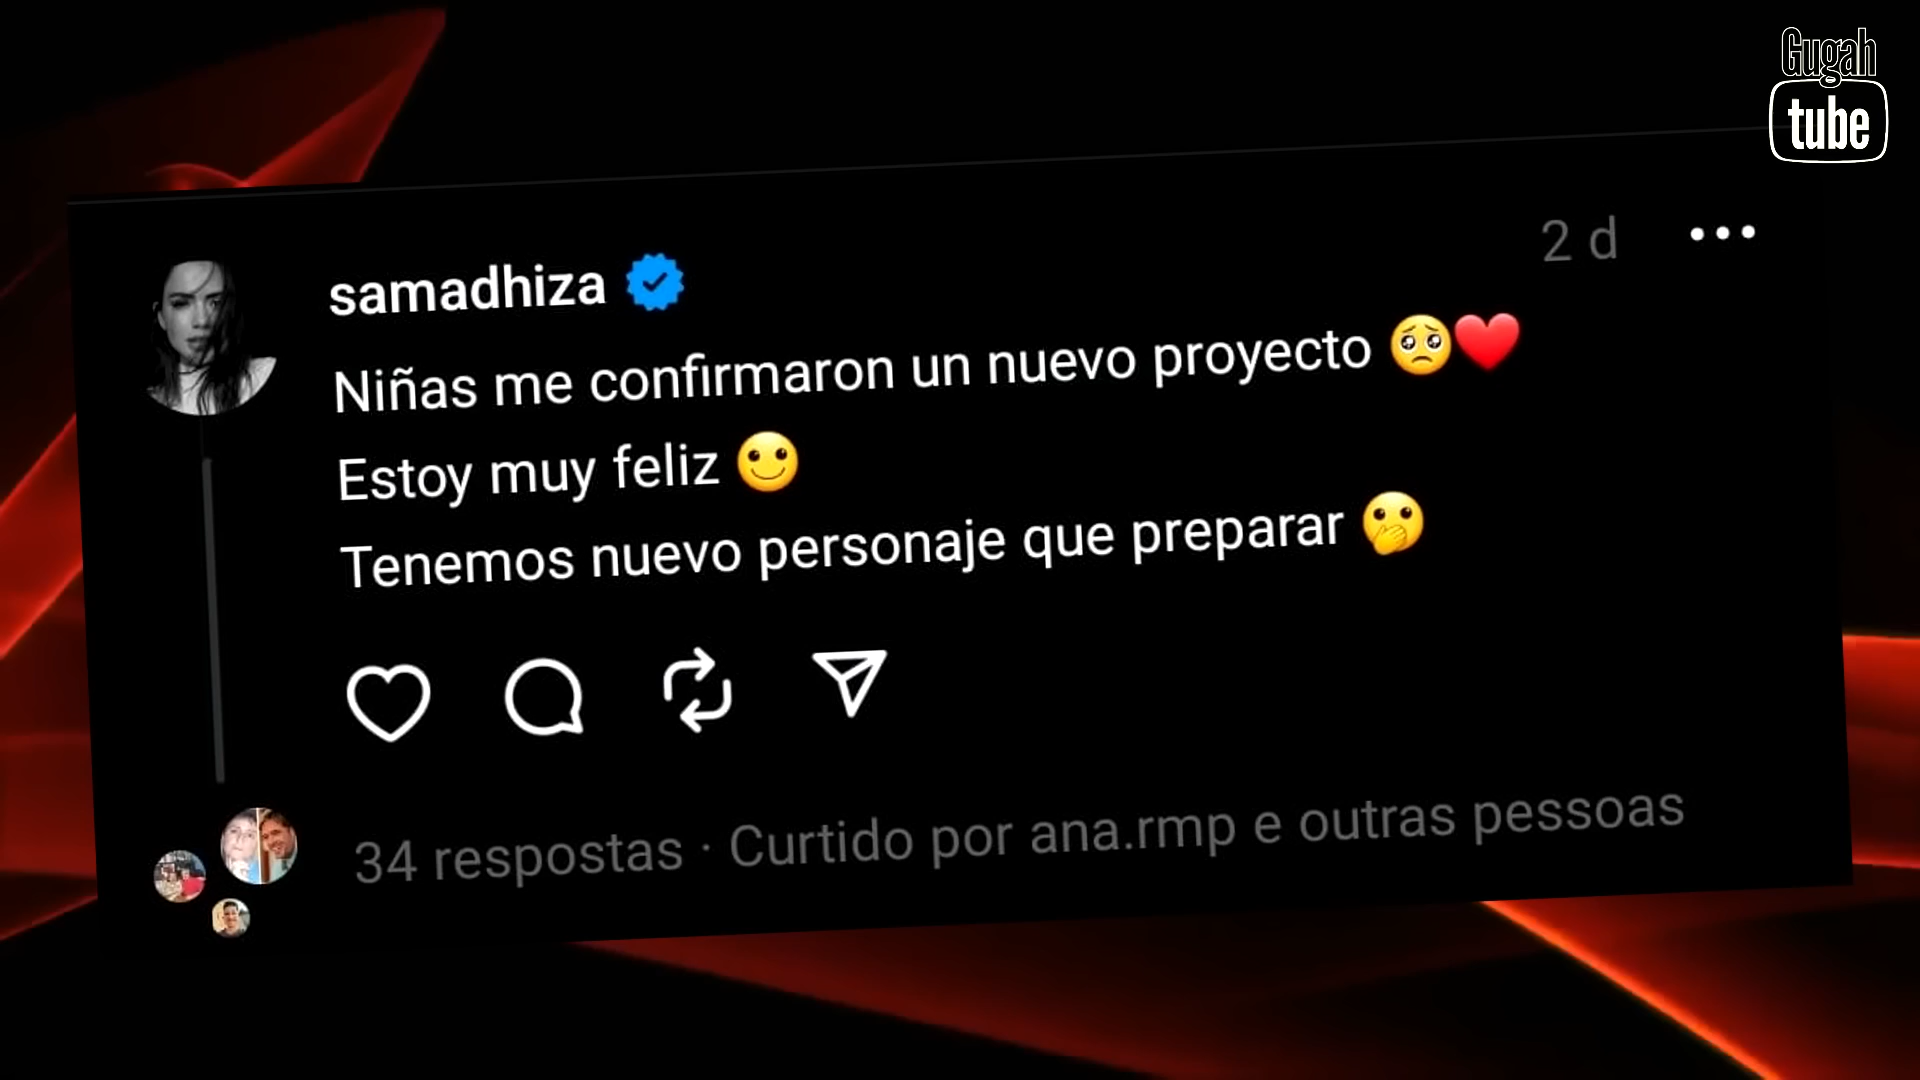 Gugah
tube
samadhiza
2 d
Niñas me confirmaron un nuevo proyecto 🥺❤️
Estoy muy feliz 🙂
Tenemos nuevo personaje que preparar 🫢
34 respostas · Curtido por ana.rmp e outras pessoas